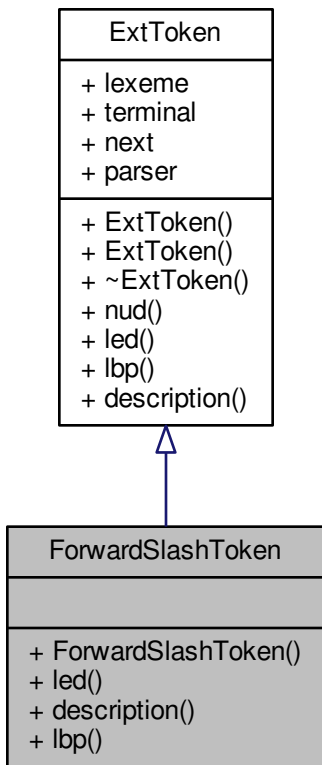 ExtToken
+ lexeme
+ terminal
+ next
+ parser
+ ExtToken()
+ ExtToken()
+ ~ExtToken()
+ nud()
+ led()
+ lbp()
+ description()
ForwardSlashToken
+ ForwardSlashToken()
+ led()
+ description()
+ lbp()